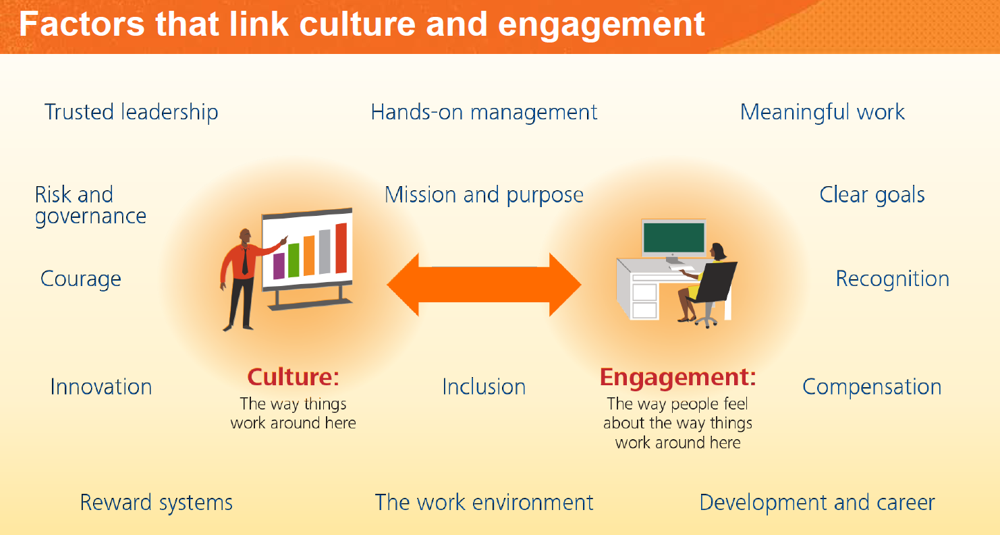 Factors that link culture and engagement
Trusted leadership
Hands-on management
Meaningful work
Risk and
governance
Mission and purpose
Clear goals
Courage
Recognition
Innovation
Culture:
The way things
work around here
Inclusion
Engagement:
The way people feel
about the way things
work around here
Compensation
Reward systems
The work environment
Development and career